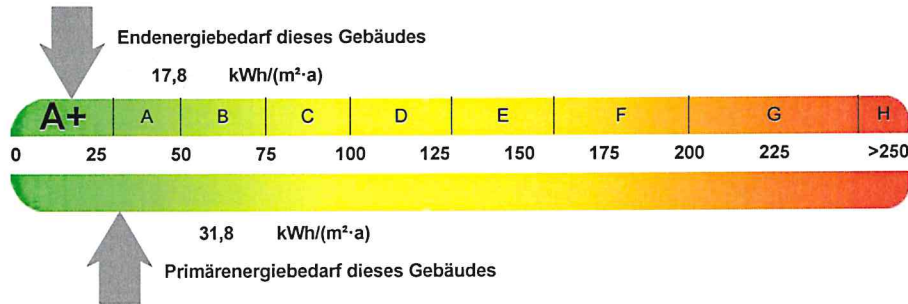 Endenergiebedarf dieses Gebäudes
17,8 kWh/(m²·a)
A+ A B C D E F G H
0 25 50 75 100 125 150 175 200 225 >250
31,8 kWh/(m²·a)
Primärenergiebedarf dieses Gebäudes